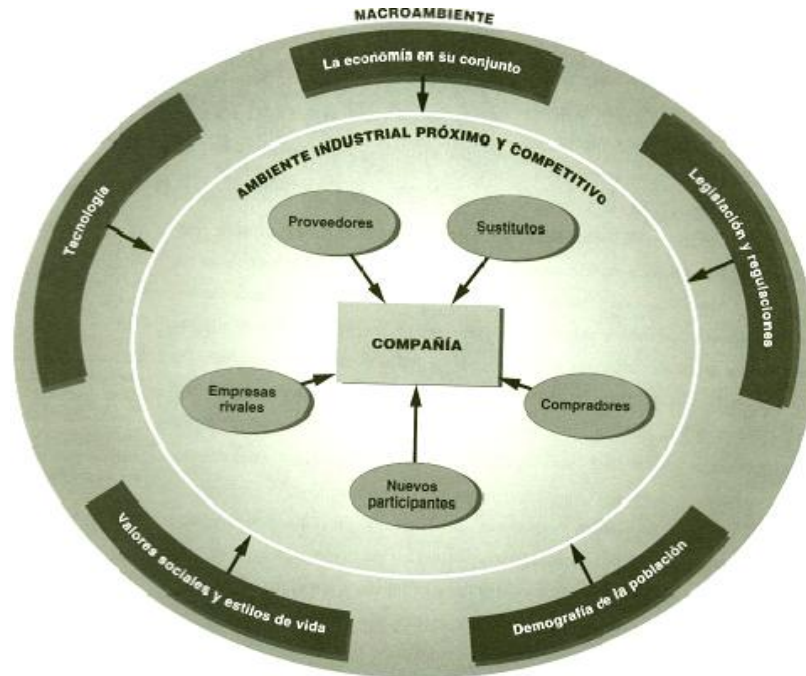 MACROAMBIENTE
La economía en su conjunto
AMBIENTE INDUSTRIAL PRÓXIMO Y COMPETITIVO
Tecnología
Legislación y regulaciones
Proveedores
Sustitutos
COMPAÑÍA
Empresas
rivales
Compradores
Nuevos
participantes
Valores sociales y estilos de vida
Demografía de la población